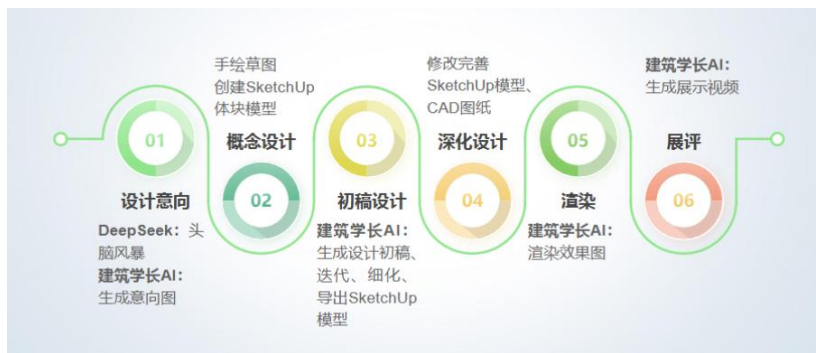 01
设计意向
DeepSeek：头
脑风暴
建筑学长AI：
生成意向图
手绘草图
创建SketchUp
体块模型
概念设计
02
03
初稿设计
建筑学长AI：
生成设计初稿、
迭代、细化、
导出SketchUp
模型
修改完善
SketchUp模型、
CAD图纸
深化设计
04
05
渲染
建筑学长AI：
渲染效果图
建筑学长AI：
生成展示视频
展评
06